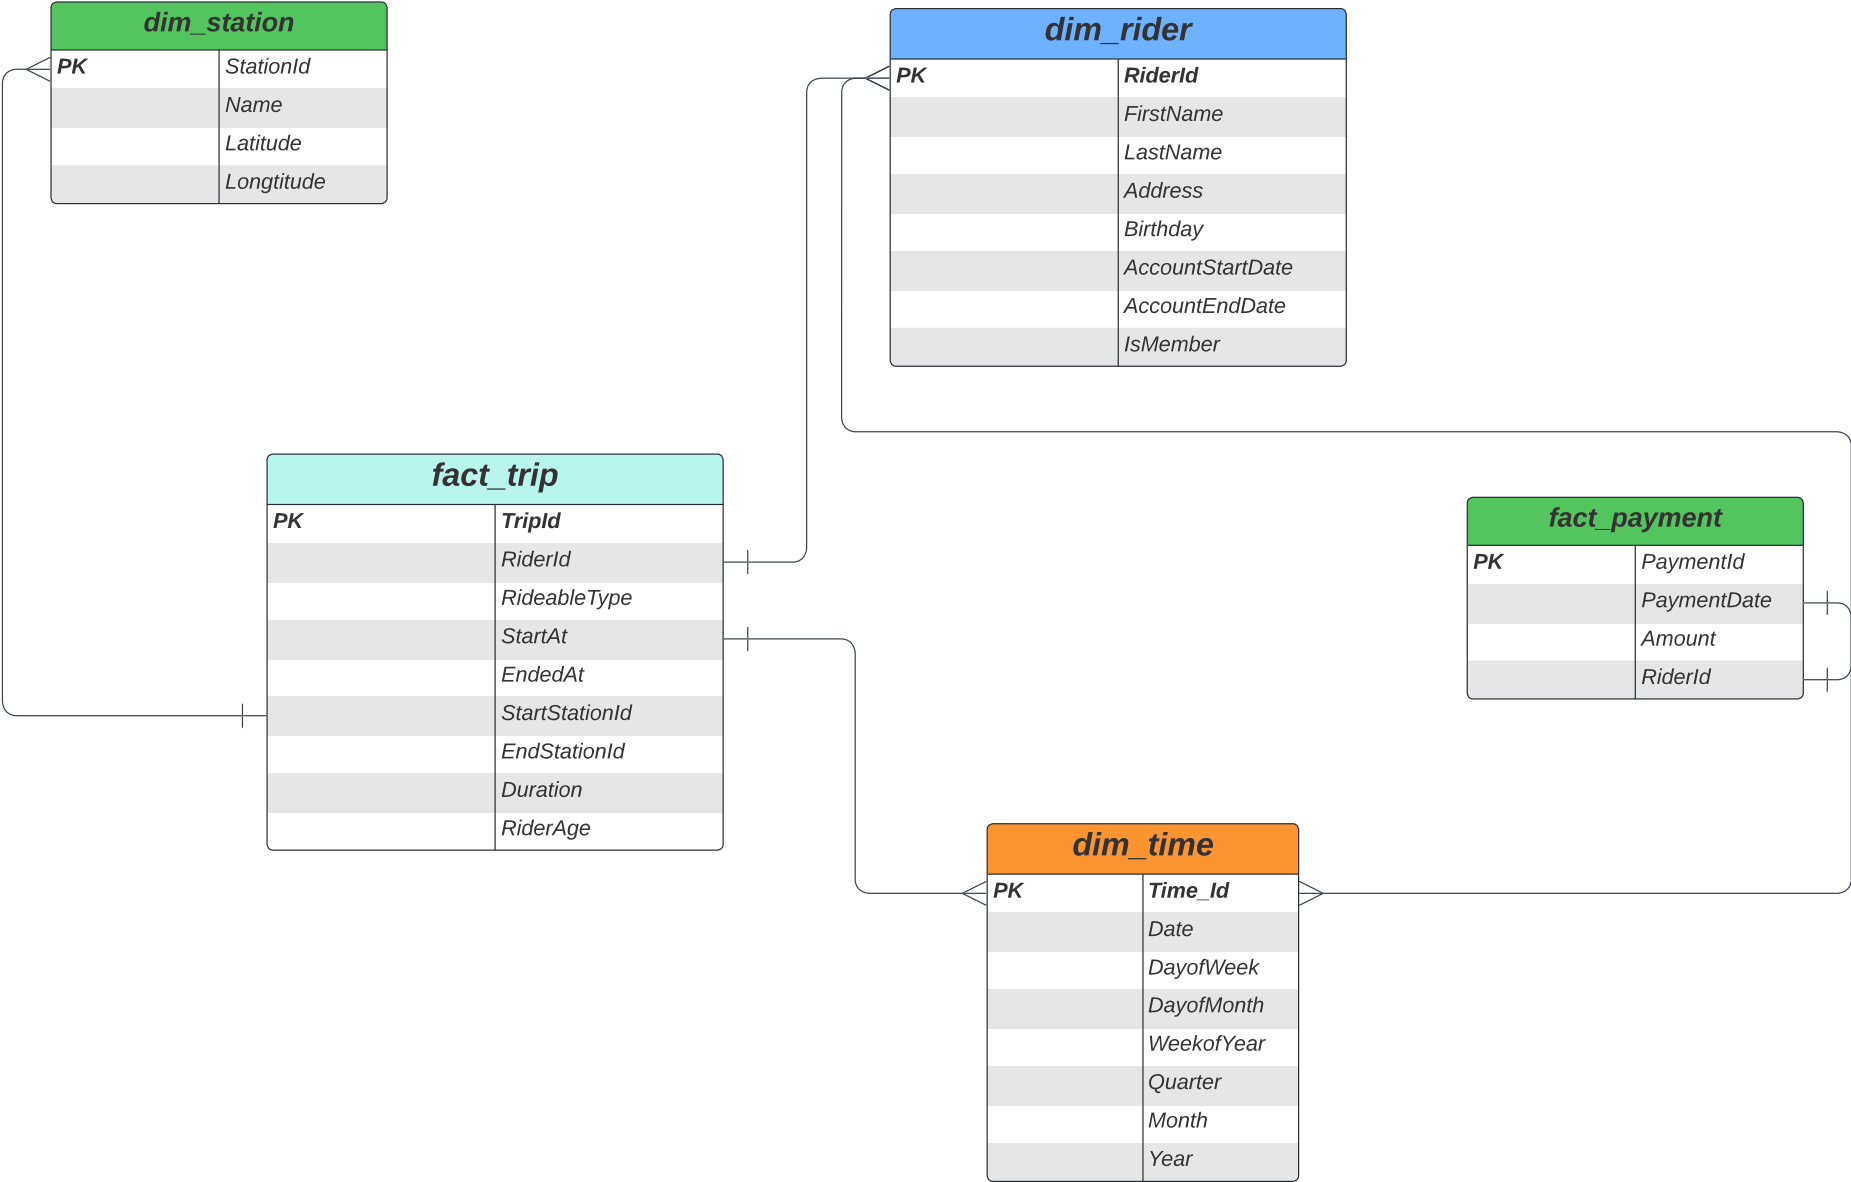 dim_station
PK StationId
Name
Latitude
Longtitude
dim_rider
PK RiderId
FirstName
LastName
Address
Birthday
AccountStartDate
AccountEndDate
IsMember
fact_trip
PK TripId
RiderId
RideableType
StartAt
EndedAt
StartStationId
EndStationId
Duration
RiderAge
fact_payment
PK PaymentId
PaymentDate
Amount
RiderId
dim_time
PK Time_Id
Date
DayofWeek
DayofMonth
WeekofYear
Quarter
Month
Year